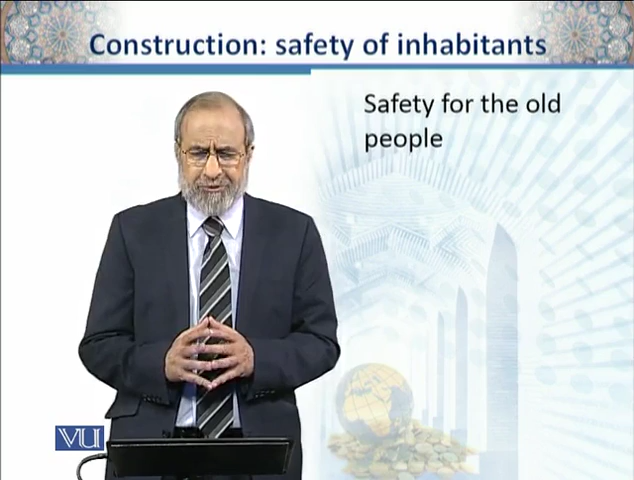 Construction: safety of inhabitants
Safety for the old
people
VU